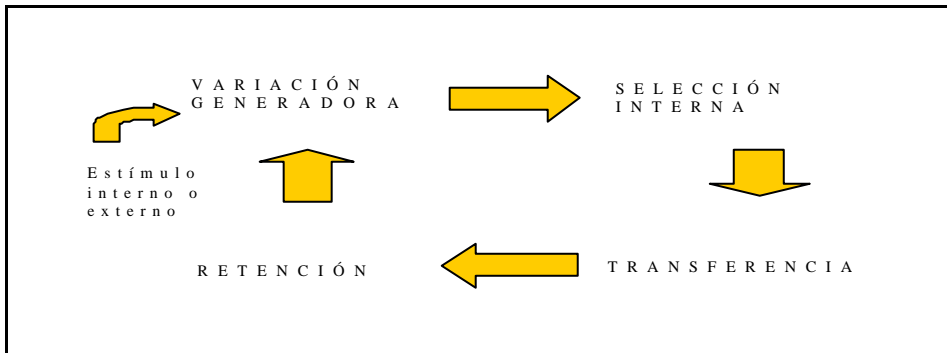 VARIACIÓN
GENERADORA
SELECCIÓN
INTERNA
Estímulo
interno o
externo
RETENCIÓN
TRANSFERENCIA